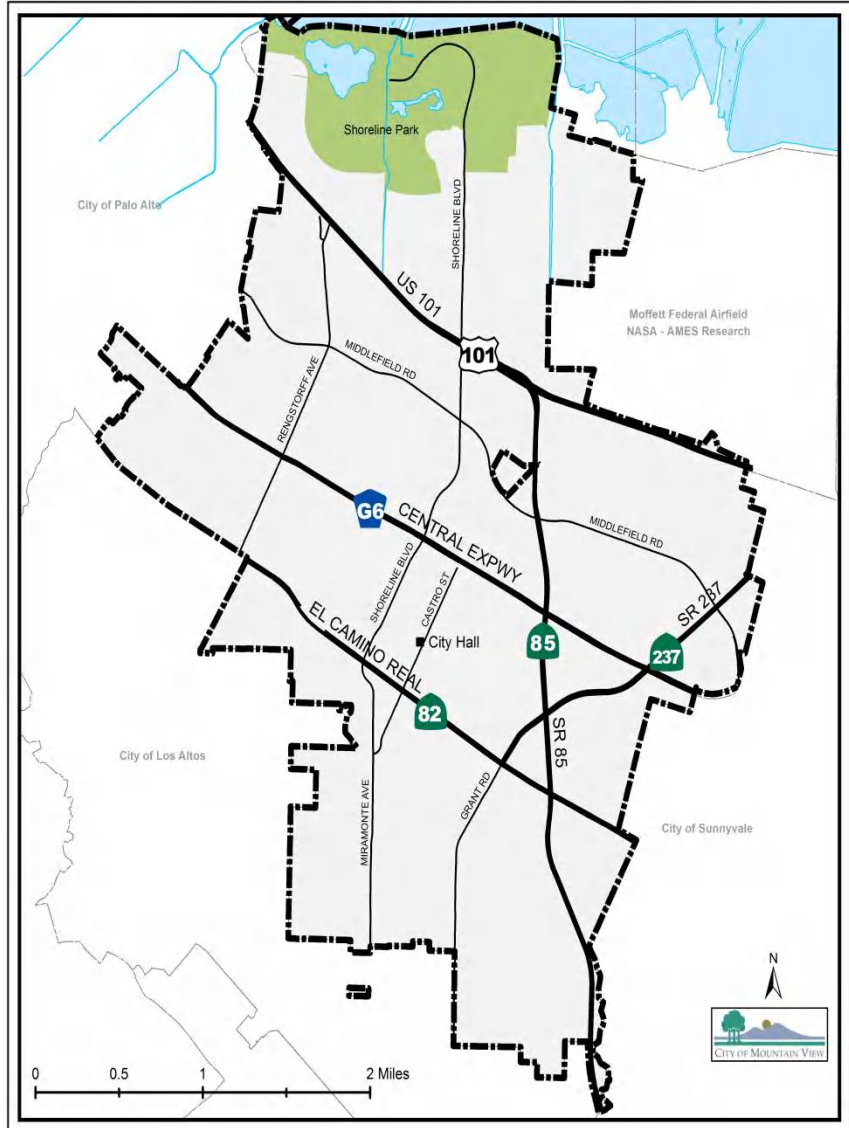 Shoreline Park
City of Palo Alto
SHORELINE BLVD
US 101
Moffett Federal Airfield
NASA - AMES Research
101
MIDDLEFIELD RD
RENGSTORFF AVE
G6
CENTRAL EXPWY
MIDDLEFIELD RD
SHORELINE BLVD
CASTRO ST
SR 237
EL CAMINO REAL
City Hall
85
237
82
SR 85
City of Los Altos
GRANT RD
MIRAMONTE AVE
City of Sunnyvale
N
CITY OF MOUNTAIN VIEW
0 0.5 1 2 Miles